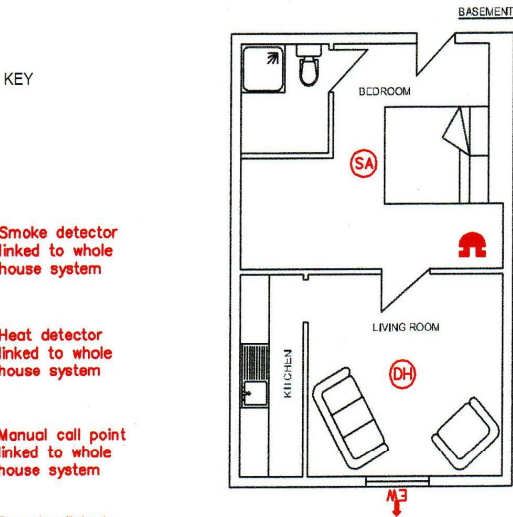 BASEMENT
KEY
BEDROOM
SA
Smoke detector
linked to whole
house system
LIVING ROOM
Heat detector
linked to whole
house system
DH
KITCHEN
Manual call point
linked to whole
house system
EW